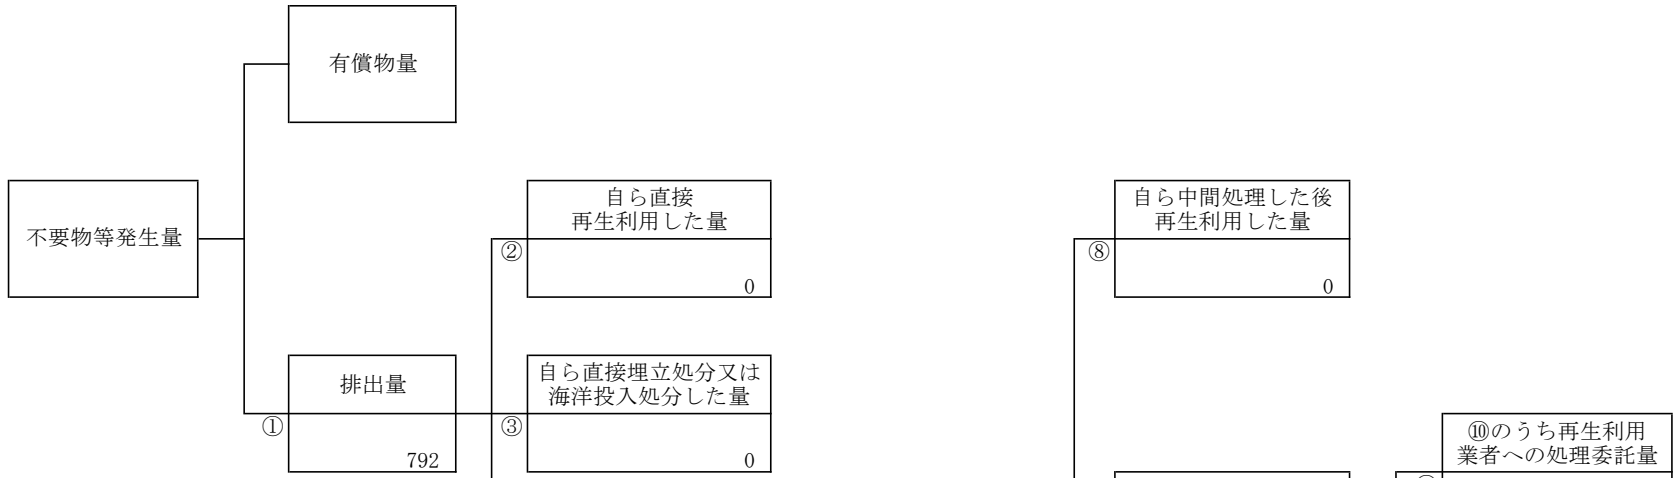 有償物量
不要物等発生量
自ら直接
再生利用した量
②
0
自ら中間処理した後
再生利用した量
⑧
0
排出量
①
792
自ら直接埋立処分又は
海洋投入処分した量
③
0
⑩のうち再生利用
業者への処理委託量